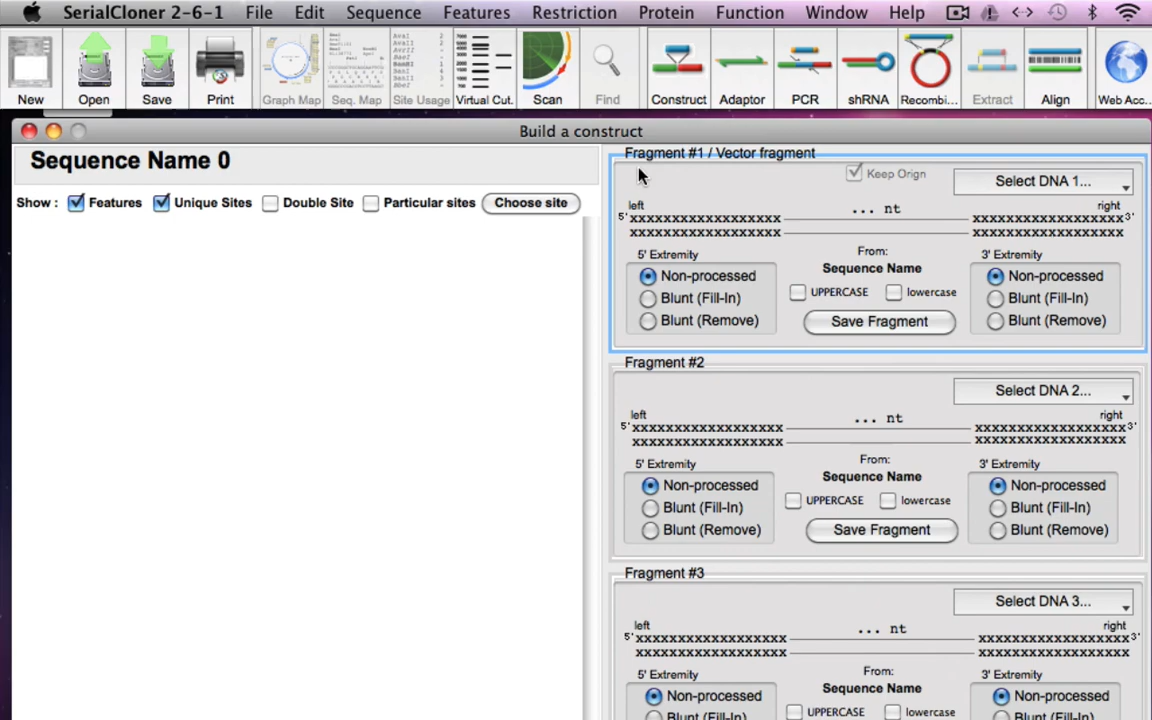 SerialCloner 2-6-1 File Edit Sequence Features Restriction Protein Function Window Help
New Open Save Print Graph Map Seq. Map Site Usage Virtual Cut. Scan Find Construct Adaptor PCR shRNA Recombi... Extract Align Web Acc..
Build a construct
Sequence Name 0
Show : Features Unique Sites Double Site Particular sites Choose site
Fragment #1 / Vector fragment
Keep Orign Select DNA 1...
left ... nt right
5' xxxxxxxxxxxxxxxxxx xxxxxxxxxxxxxxxxxx 3'
xxxxxxxxxxxxxxxxxx xxxxxxxxxxxxxxxxxx
5' Extremity From: 3' Extremity
Non-processed Sequence Name Non-processed
Blunt (Fill-In) UPPERCASE lowercase Blunt (Fill-In)
Blunt (Remove) Save Fragment Blunt (Remove)
Fragment #2
Select DNA 2...
left ... nt right
5' xxxxxxxxxxxxxxxxxx xxxxxxxxxxxxxxxxxx 3'
xxxxxxxxxxxxxxxxxx xxxxxxxxxxxxxxxxxx
5' Extremity From: 3' Extremity
Non-processed Sequence Name Non-processed
Blunt (Fill-In) UPPERCASE lowercase Blunt (Fill-In)
Blunt (Remove) Save Fragment Blunt (Remove)
Fragment #3
Select DNA 3...
left ... nt right
5' xxxxxxxxxxxxxxxxxx xxxxxxxxxxxxxxxxxx 3'
xxxxxxxxxxxxxxxxxx xxxxxxxxxxxxxxxxxx
5' Extremity From: 3' Extremity
Non-processed Sequence Name Non-processed
Blunt (Fill-In) UPPERCASE lowercase Blunt (Fill-In)